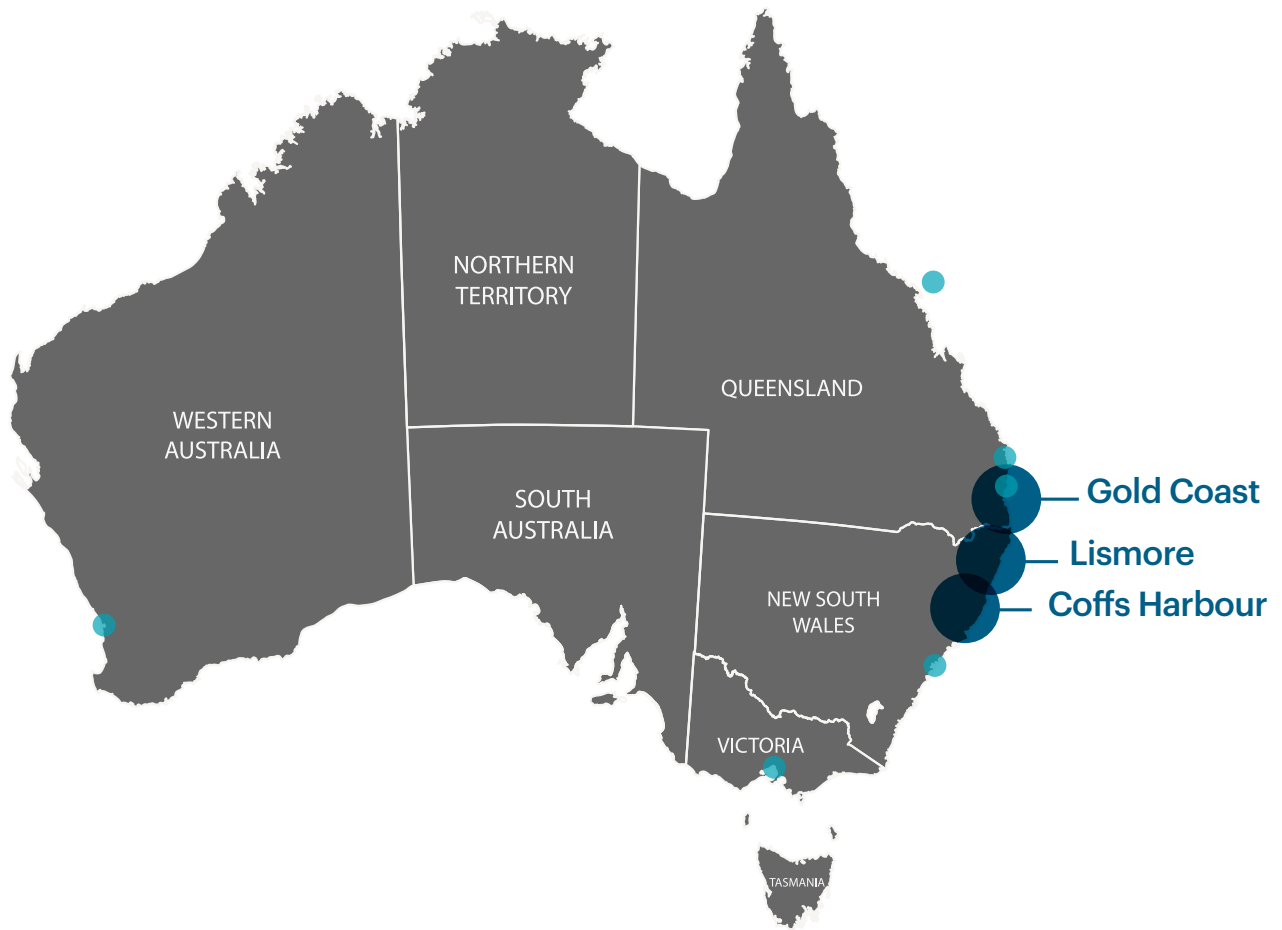 NORTHERN
TERRITORY
QUEENSLAND
WESTERN
AUSTRALIA
SOUTH
AUSTRALIA
Gold Coast
Lismore
NEW SOUTH
WALES
Coffs Harbour
VICTORIA
TASMANIA